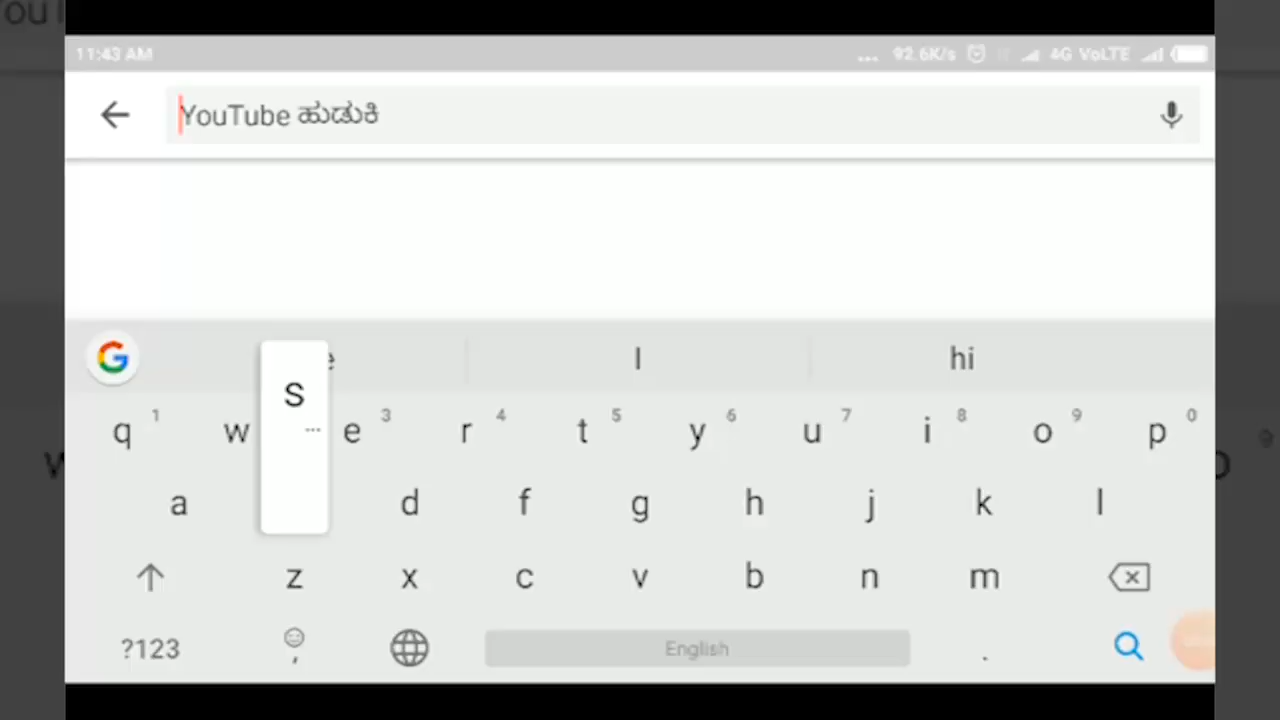 11:43 AM ... 92.6K/s 4G VoLTE
YouTube ಹುಡುಕಿ
I hi
q 1 w e 3 r 4 t 5 y 6 u 7 i 8 o 9 p 0
a s ... d f g h j k l
z x c v b n m
?123 , English .